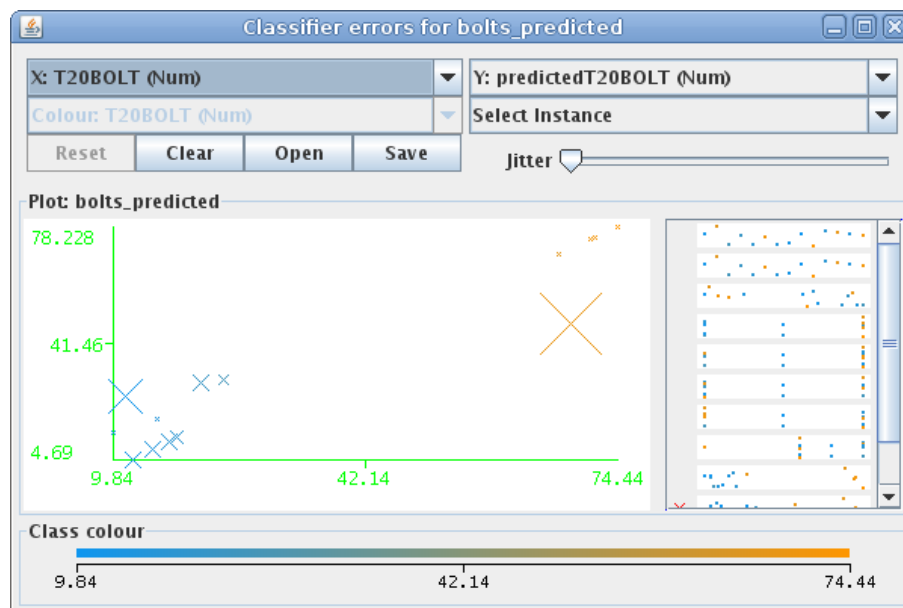 Classifier errors for bolts_predicted
X: T20BOLT (Num) Y: predictedT20BOLT (Num)
Colour: T20BOLT (Num) Select Instance
Reset Clear Open Save Jitter
Plot: bolts_predicted
78.228
41.46
4.69
9.84 42.14 74.44
Class colour
9.84 42.14 74.44